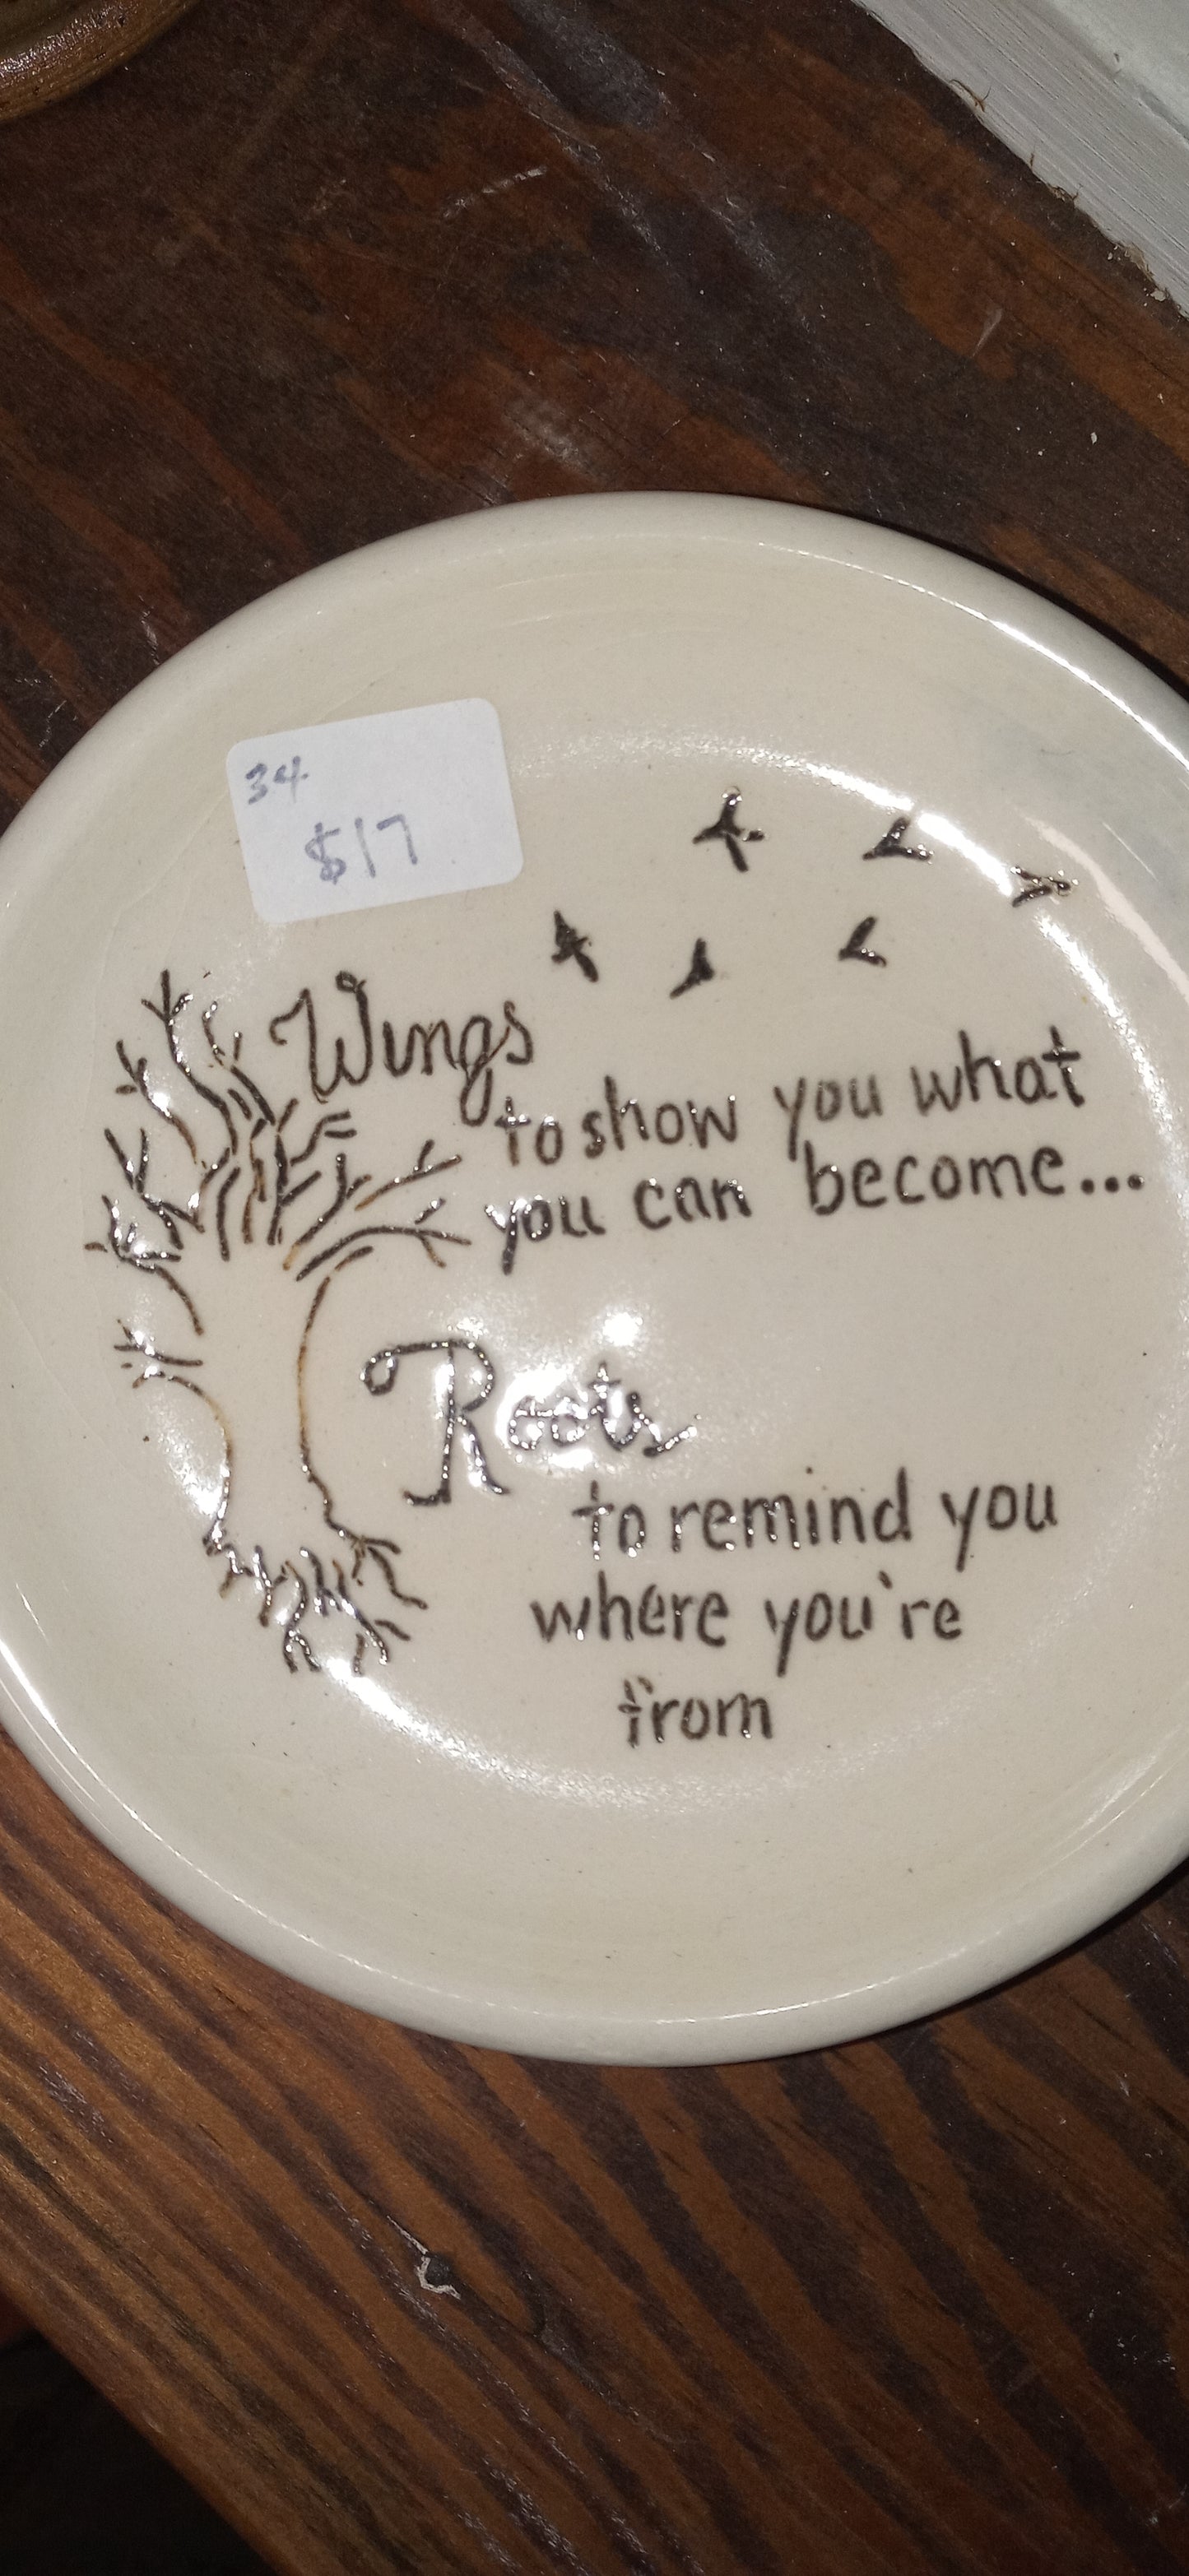 34
$17
Wings
to show you what
you can become...
Roots
to remind you
where you're
from